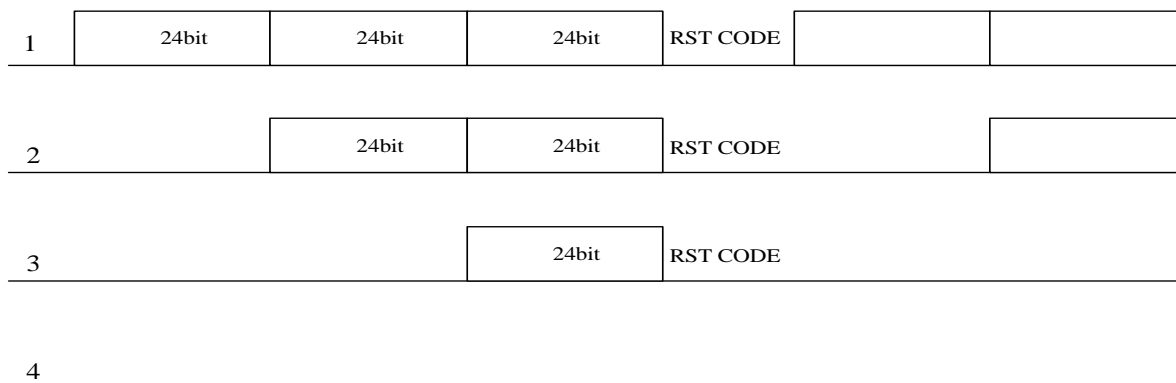 1 24bit 24bit 24bit RST CODE
2 24bit 24bit RST CODE
3 24bit RST CODE
4